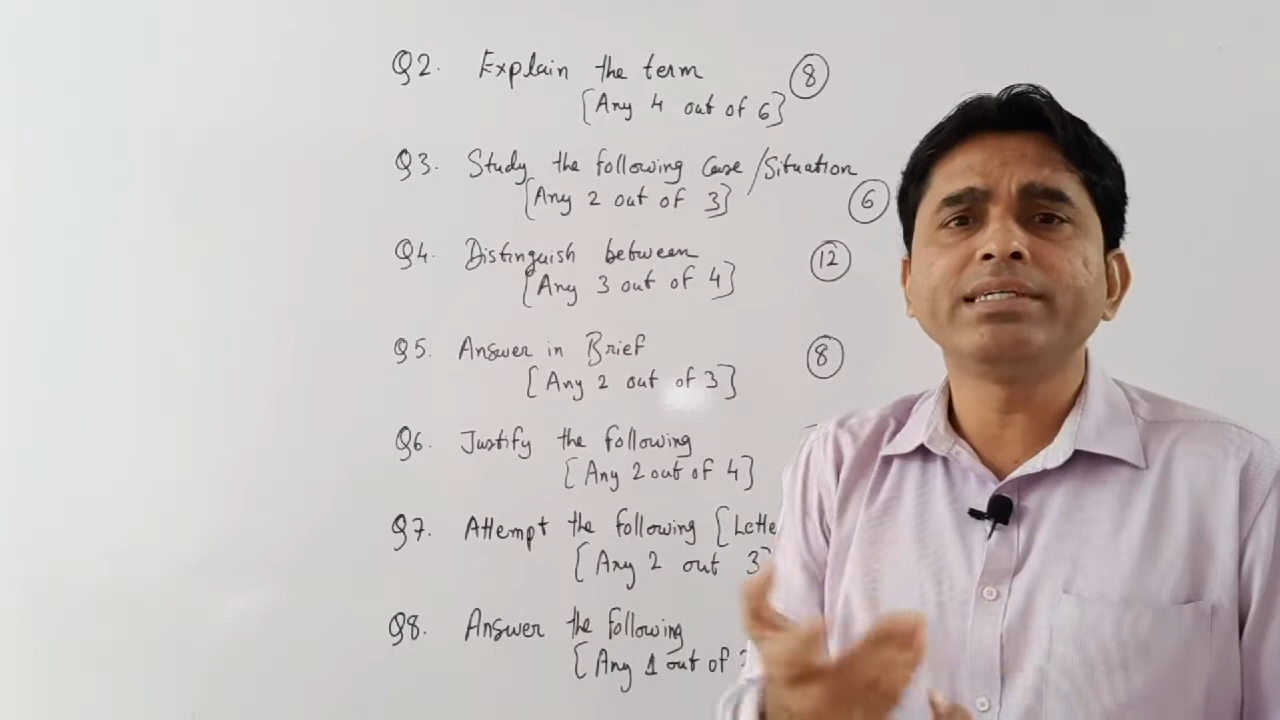 Q2. Explain the term 8
[Any 4 out of 6]
Q3. Study the following Case/Situation
[Any 2 out of 3] 6
Q4. Distinguish between 12
[Any 3 out of 4]
Q5. Answer in Brief 8
[Any 2 out of 3]
Q6. Justify the following
[Any 2 out of 4]
Q7. Attempt the following [Lette
[Any 2 out 3]
Q8. Answer the following
[Any 1 out of